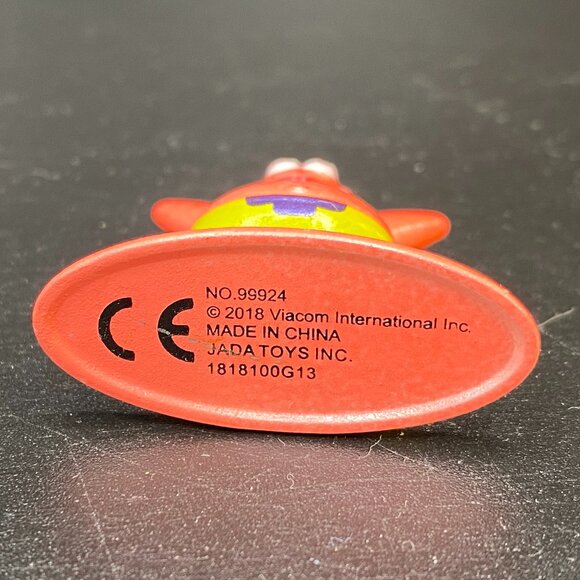 NO.99924
© 2018 Viacom International Inc.
MADE IN CHINA
CE JADA TOYS INC.
1818100G13